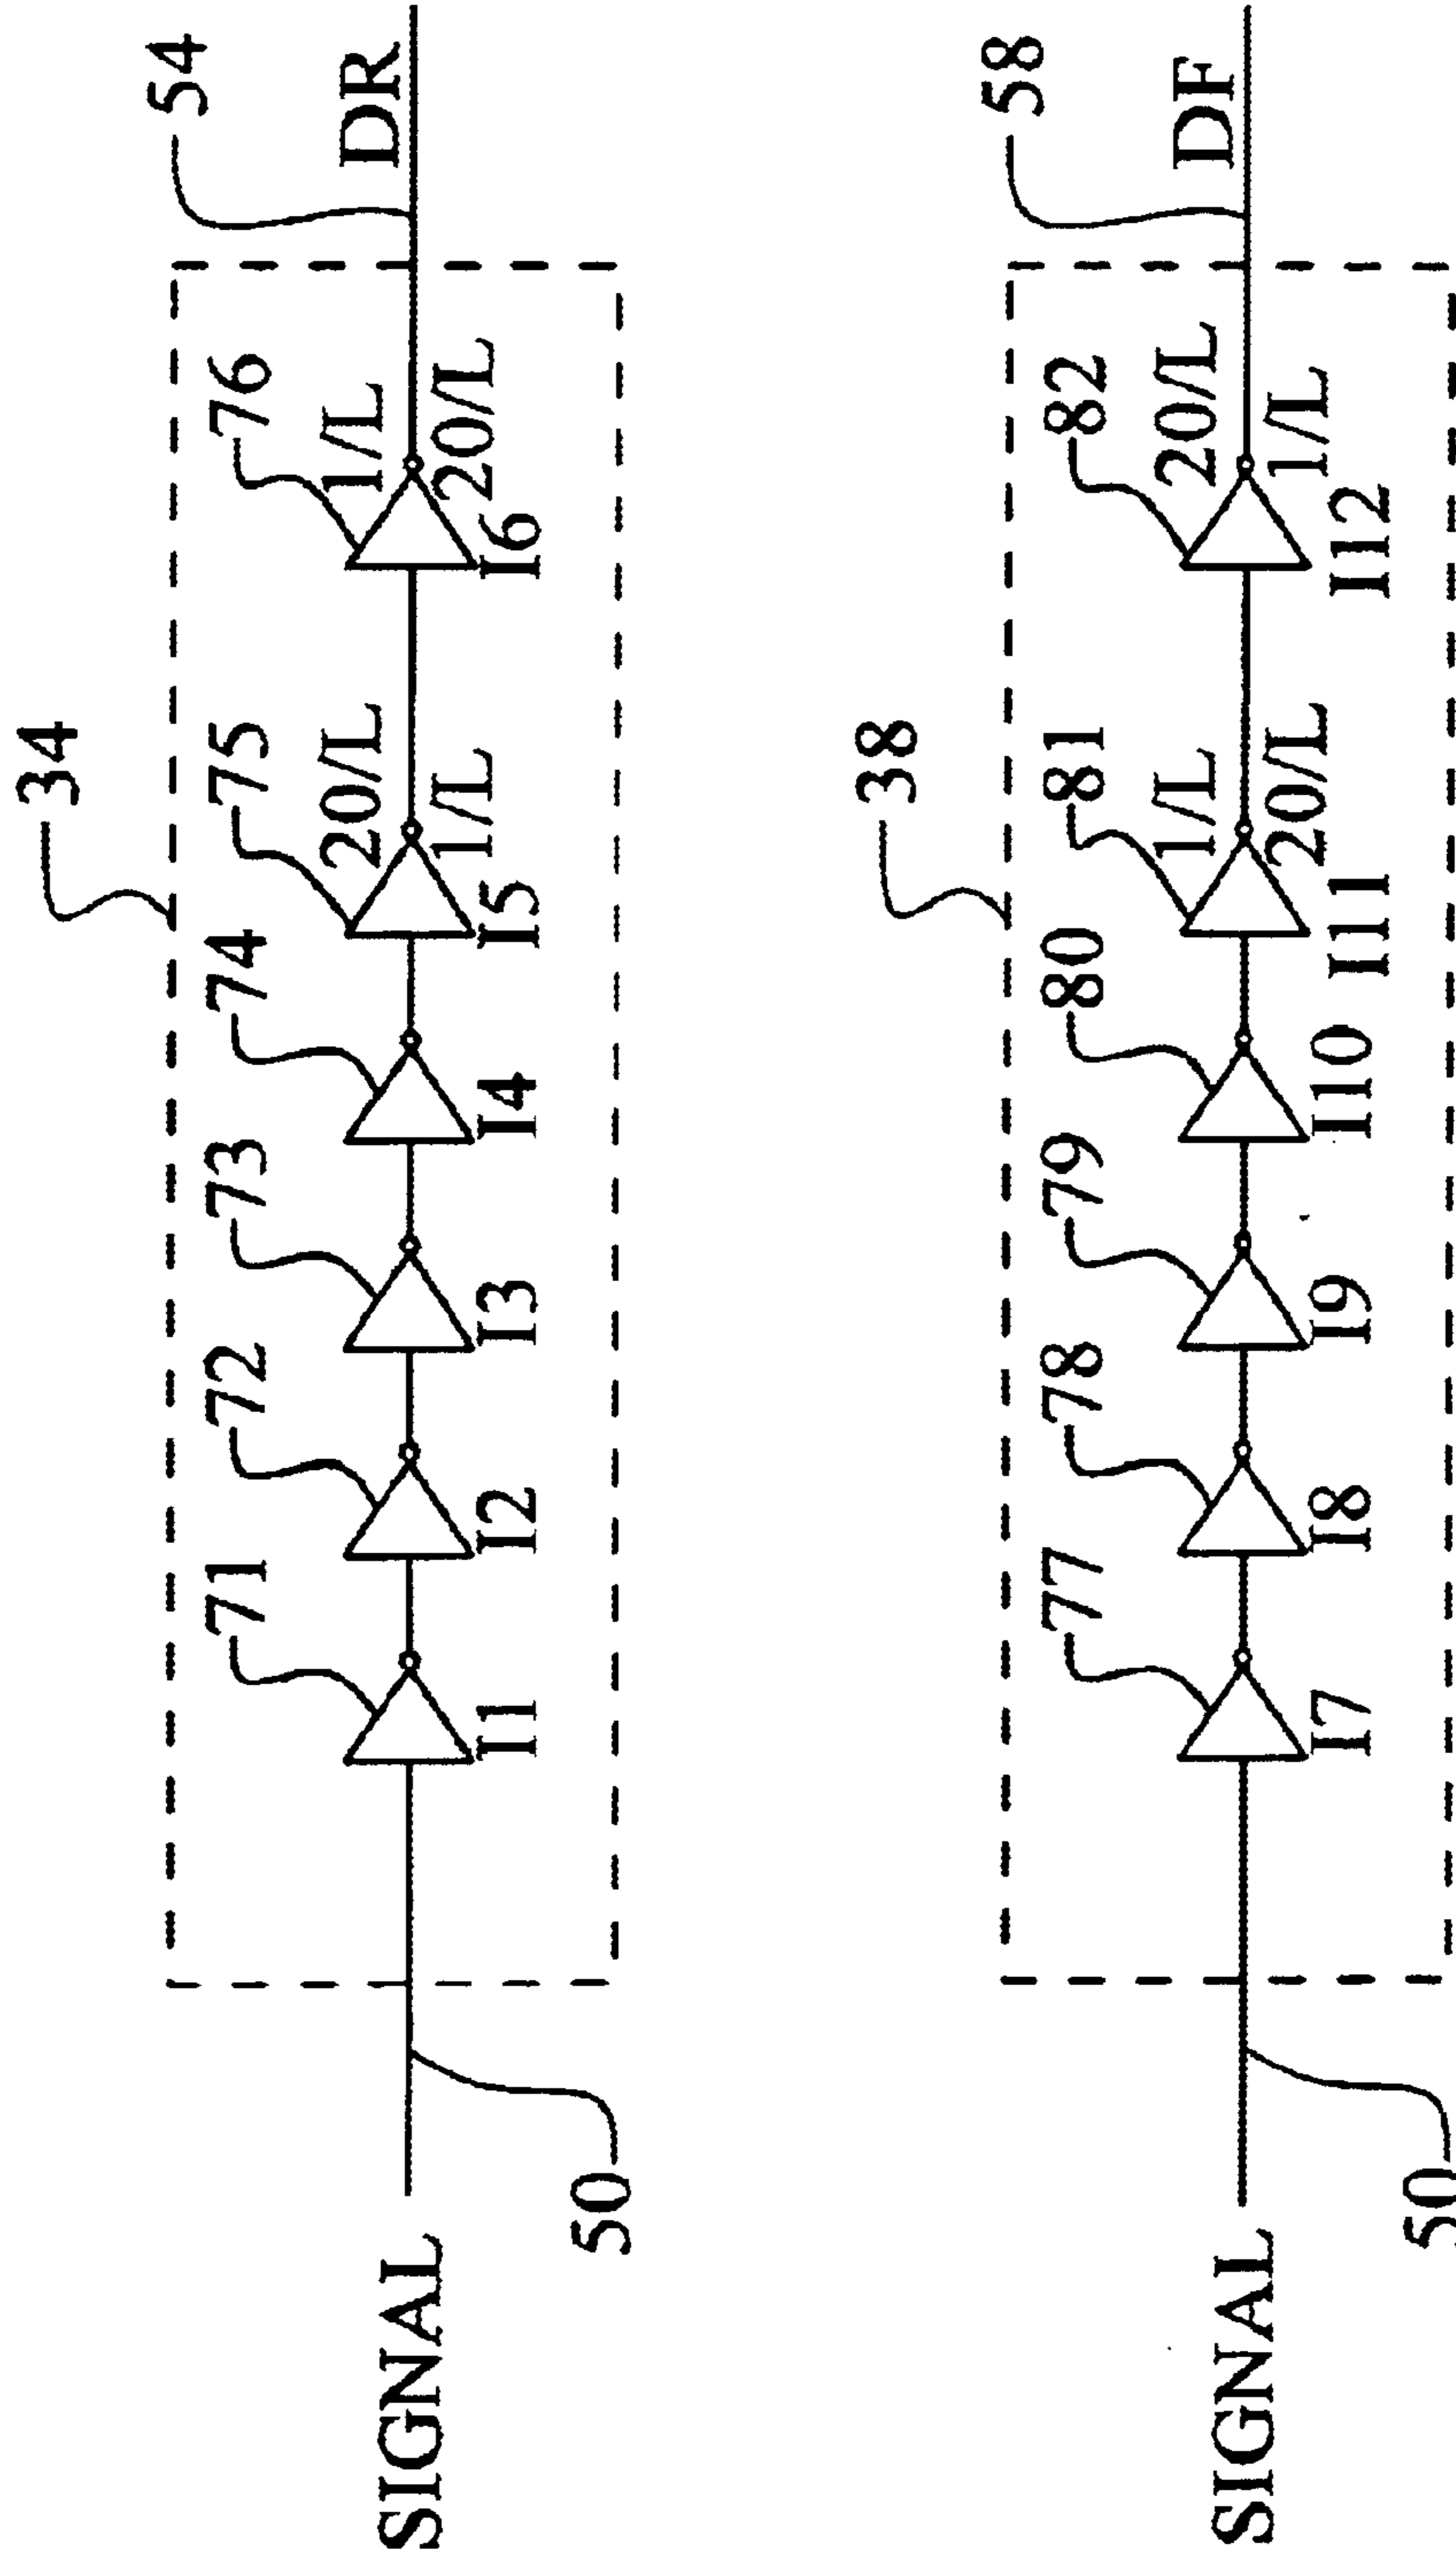 34
71 72 73 74 75 76
20/L 1/L
54
SIGNAL DR
1/L 20/L
I1 I2 I3 I4 I5 I6
50
38
77 78 79 80 81 82
1/L 20/L
58
SIGNAL DF
20/L 1/L
I7 I8 I9 I10 I11 I12
50